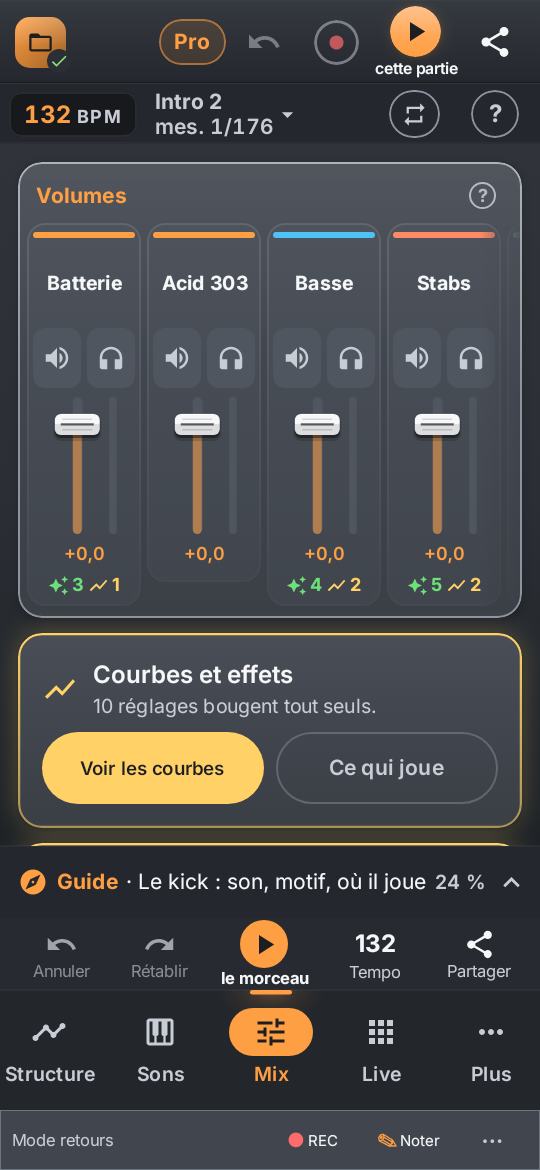 Pro
cette partie
132 BPM
Intro 2
mes. 1/176
?
Volumes
?
Batterie
Acid 303
Basse
Stabs
+0,0
+0,0
+0,0
+0,0
3 1
4 2
5 2
Courbes et effets
10 réglages bougent tout seuls.
Voir les courbes
Ce qui joue
Guide · Le kick : son, motif, où il joue 24 %
Annuler
Rétablir
le morceau
132
Tempo
Partager
Structure
Sons
Mix
Live
Plus
Mode retours
REC
Noter